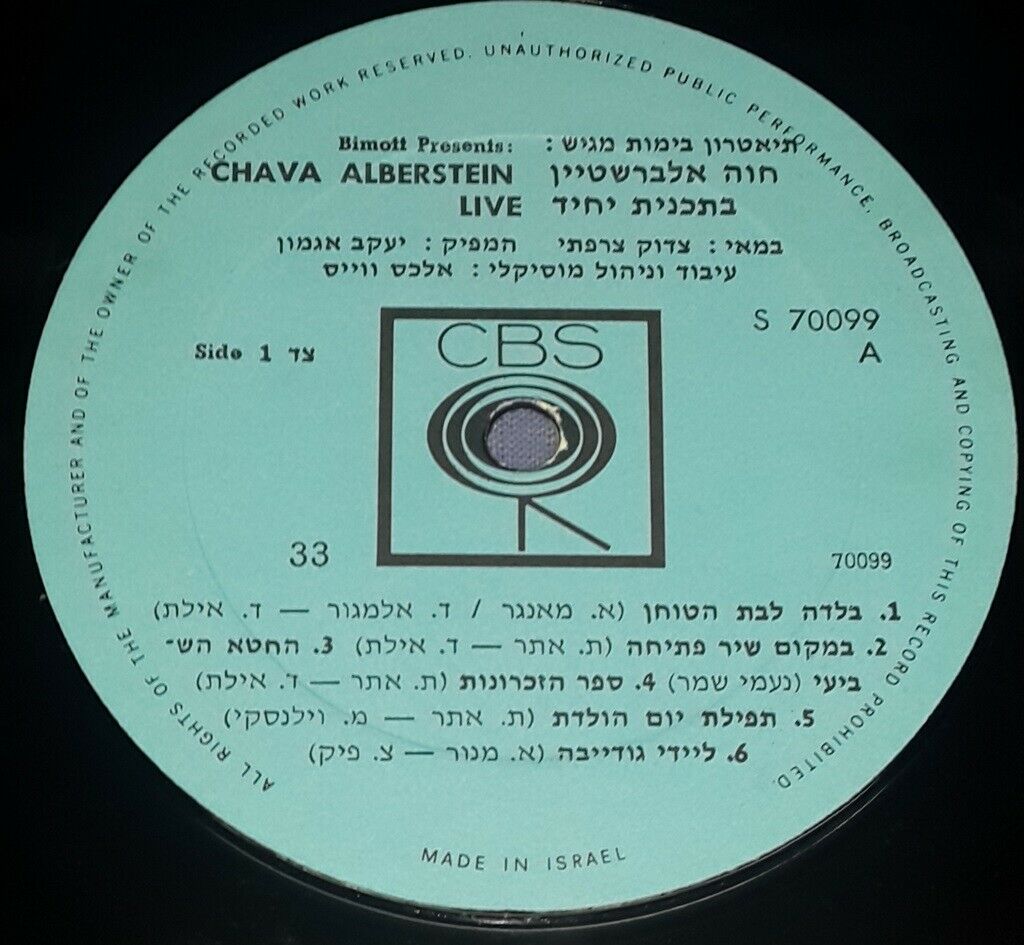 ALL RIGHTS OF THE MANUFACTURER AND OF THE OWNER OF THE RECORDED WORK RESERVED. UNAUTHORIZED PUBLIC PERFORMANCE, BROADCASTING AND COPYING OF THIS RECORD PROHIBITED.
תיאטרון בימות מגיש : Bimott Presents:
חוה אלברשטיין CHAVA ALBERSTEIN
בתכנית יחיד LIVE
במאי : צדוק צרפתי המפיק : יעקב אגמון
עיבוד וניהול מוסיקלי : אלכס ווייס
S 70099
A
Side 1 צד
CBS
33
70099
1. בלדה לבת הטוחן (א. מאנגר / ד. אלמגור — ד. אילת)
2. במקום שיר פתיחה (ת. אתר — ד. אילת) 3. החטא הש־
ביעי (נעמי שמר) 4. ספר הזכרונות (ת. אתר — ד. אילת)
5. תפילת יום הולדת (ת. אתר — מ. וילנסקי)
6. ליידי גודייבה (א. מנור — צ. פיק)
MADE IN ISRAEL